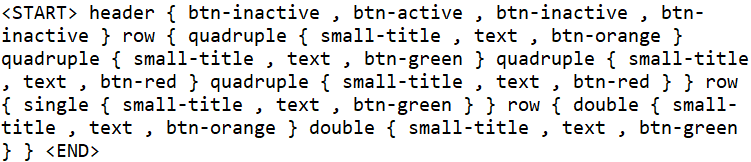 <START> header { btn-inactive , btn-active , btn-inactive , btn-
inactive } row { quadruple { small-title , text , btn-orange }
quadruple { small-title , text , btn-green } quadruple { small-title
, text , btn-red } quadruple { small-title , text , btn-red } } row
{ single { small-title , text , btn-green } } row { double { small-
title , text , btn-orange } double { small-title , text , btn-green
} } <END>